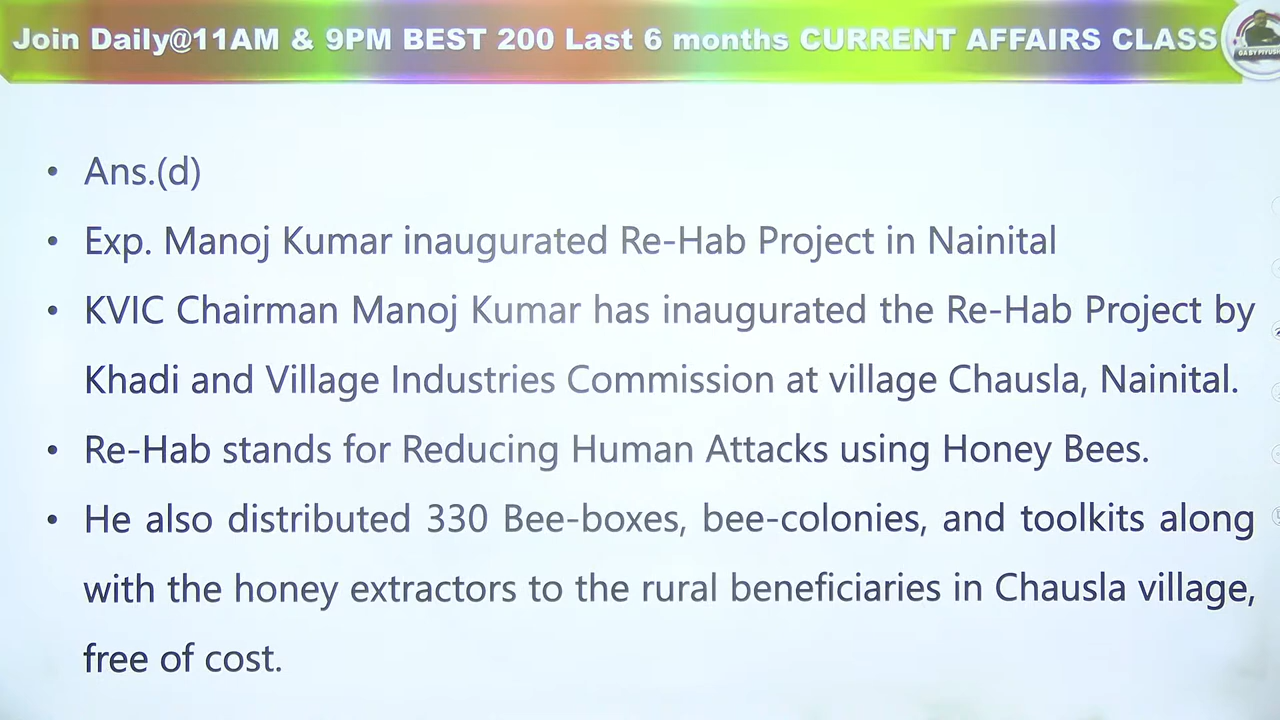 Join Daily@11AM & 9PM BEST 200 Last 6 months CURRENT AFFAIRS CLASS
GA BY PIYUSH
• Ans.(d)
• Exp. Manoj Kumar inaugurated Re-Hab Project in Nainital
• KVIC Chairman Manoj Kumar has inaugurated the Re-Hab Project by
Khadi and Village Industries Commission at village Chausla, Nainital.
• Re-Hab stands for Reducing Human Attacks using Honey Bees.
• He also distributed 330 Bee-boxes, bee-colonies, and toolkits along
with the honey extractors to the rural beneficiaries in Chausla village,
free of cost.